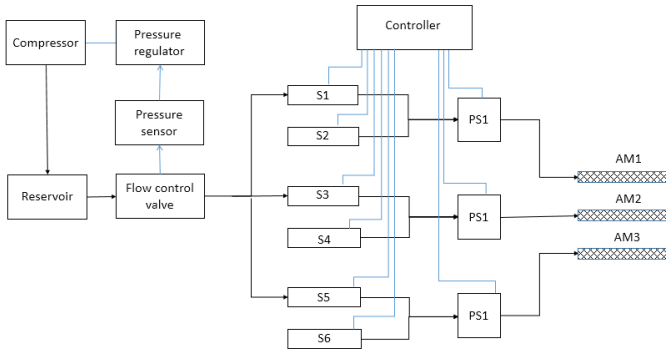 Controller
Compressor
Pressure
regulator
S1
Pressure
sensor
S2
PS1
AM1
Reservoir
Flow control
valve
S3
PS1
AM2
S4
AM3
S5
PS1
S6